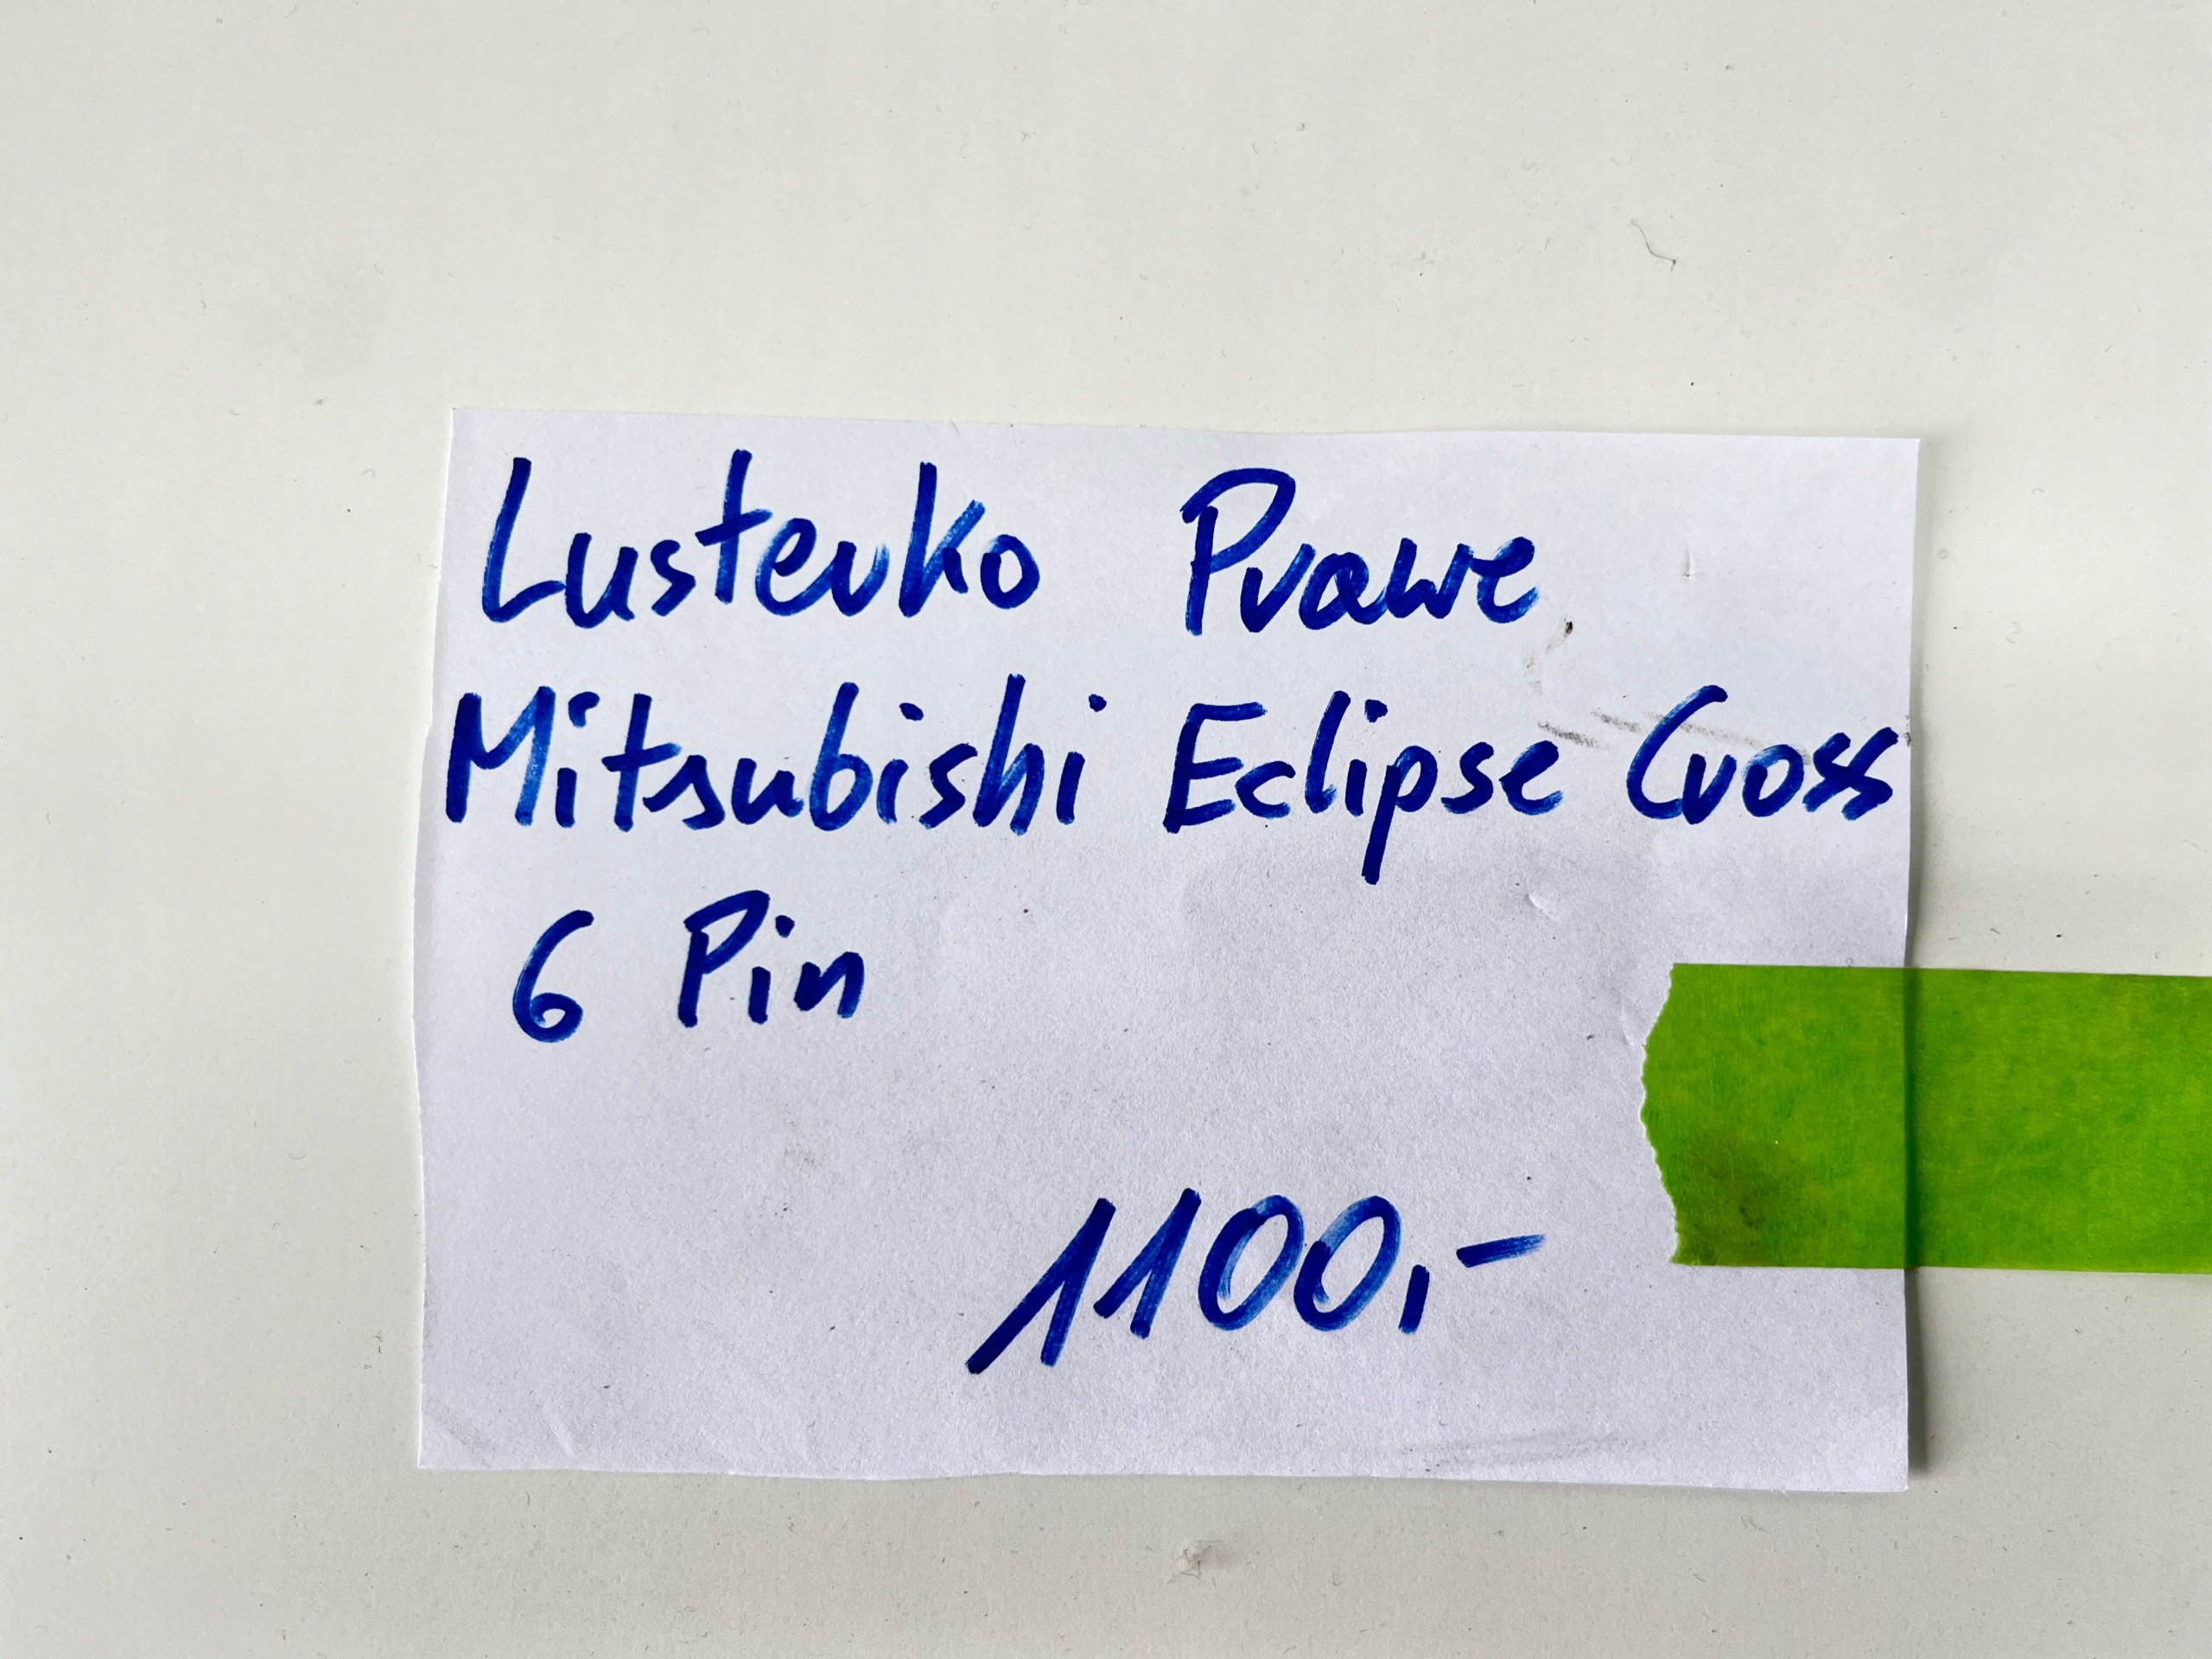 Lusterko Prawe
Mitsubishi Eclipse Cross
6 Pin
1100,-